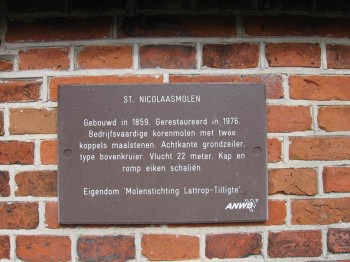 ST. NICOLAASMOLEN
Gebouwd in 1859. Gerestaureerd in 1976.
Bedrijfsvaardige korenmolen met twee
koppels maalstenen. Achtkante grondzeiler,
type bovenkruier. Vlucht 22 meter. Kap en
romp eiken schaliën.
Eigendom 'Molenstichting Lattrop-Tilligte'.
ANWB